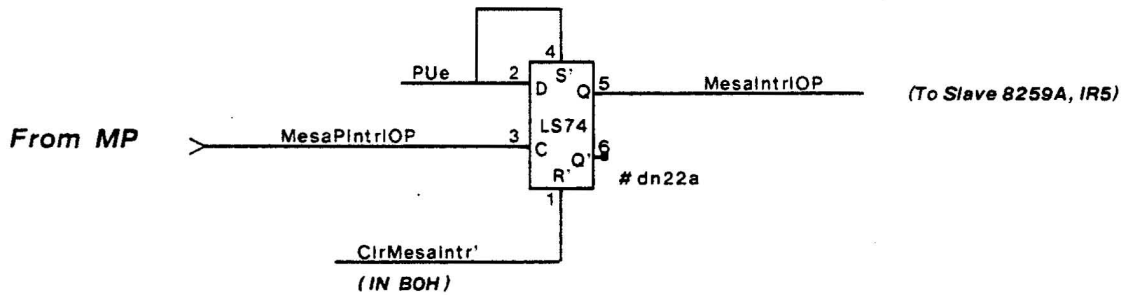 4
PUe 2 D S' Q 5 MesaIntrIOP (To Slave 8259A, IR5)
LS74
From MP MesaPIntrIOP 3 C Q' 6
R' # dn22a
1
ClrMesaIntr'
(IN B0H)